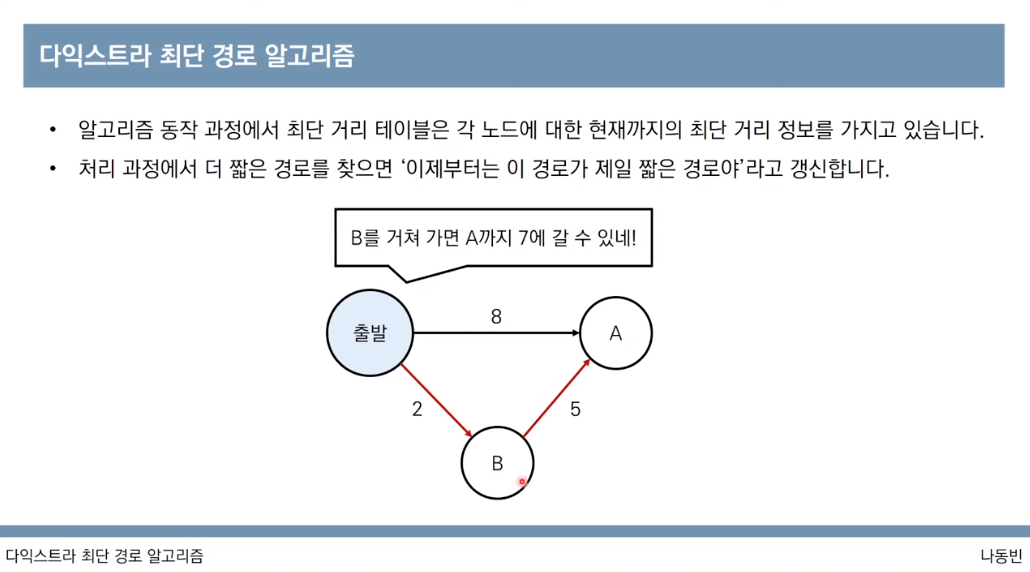 다익스트라 최단 경로 알고리즘
• 알고리즘 동작 과정에서 최단 거리 테이블은 각 노드에 대한 현재까지의 최단 거리 정보를 가지고 있습니다.
• 처리 과정에서 더 짧은 경로를 찾으면 ‘이제부터는 이 경로가 제일 짧은 경로야’라고 갱신합니다.
B를 거쳐 가면 A까지 7에 갈 수 있네!
8
출발
A
2
5
B
다익스트라 최단 경로 알고리즘
나동빈